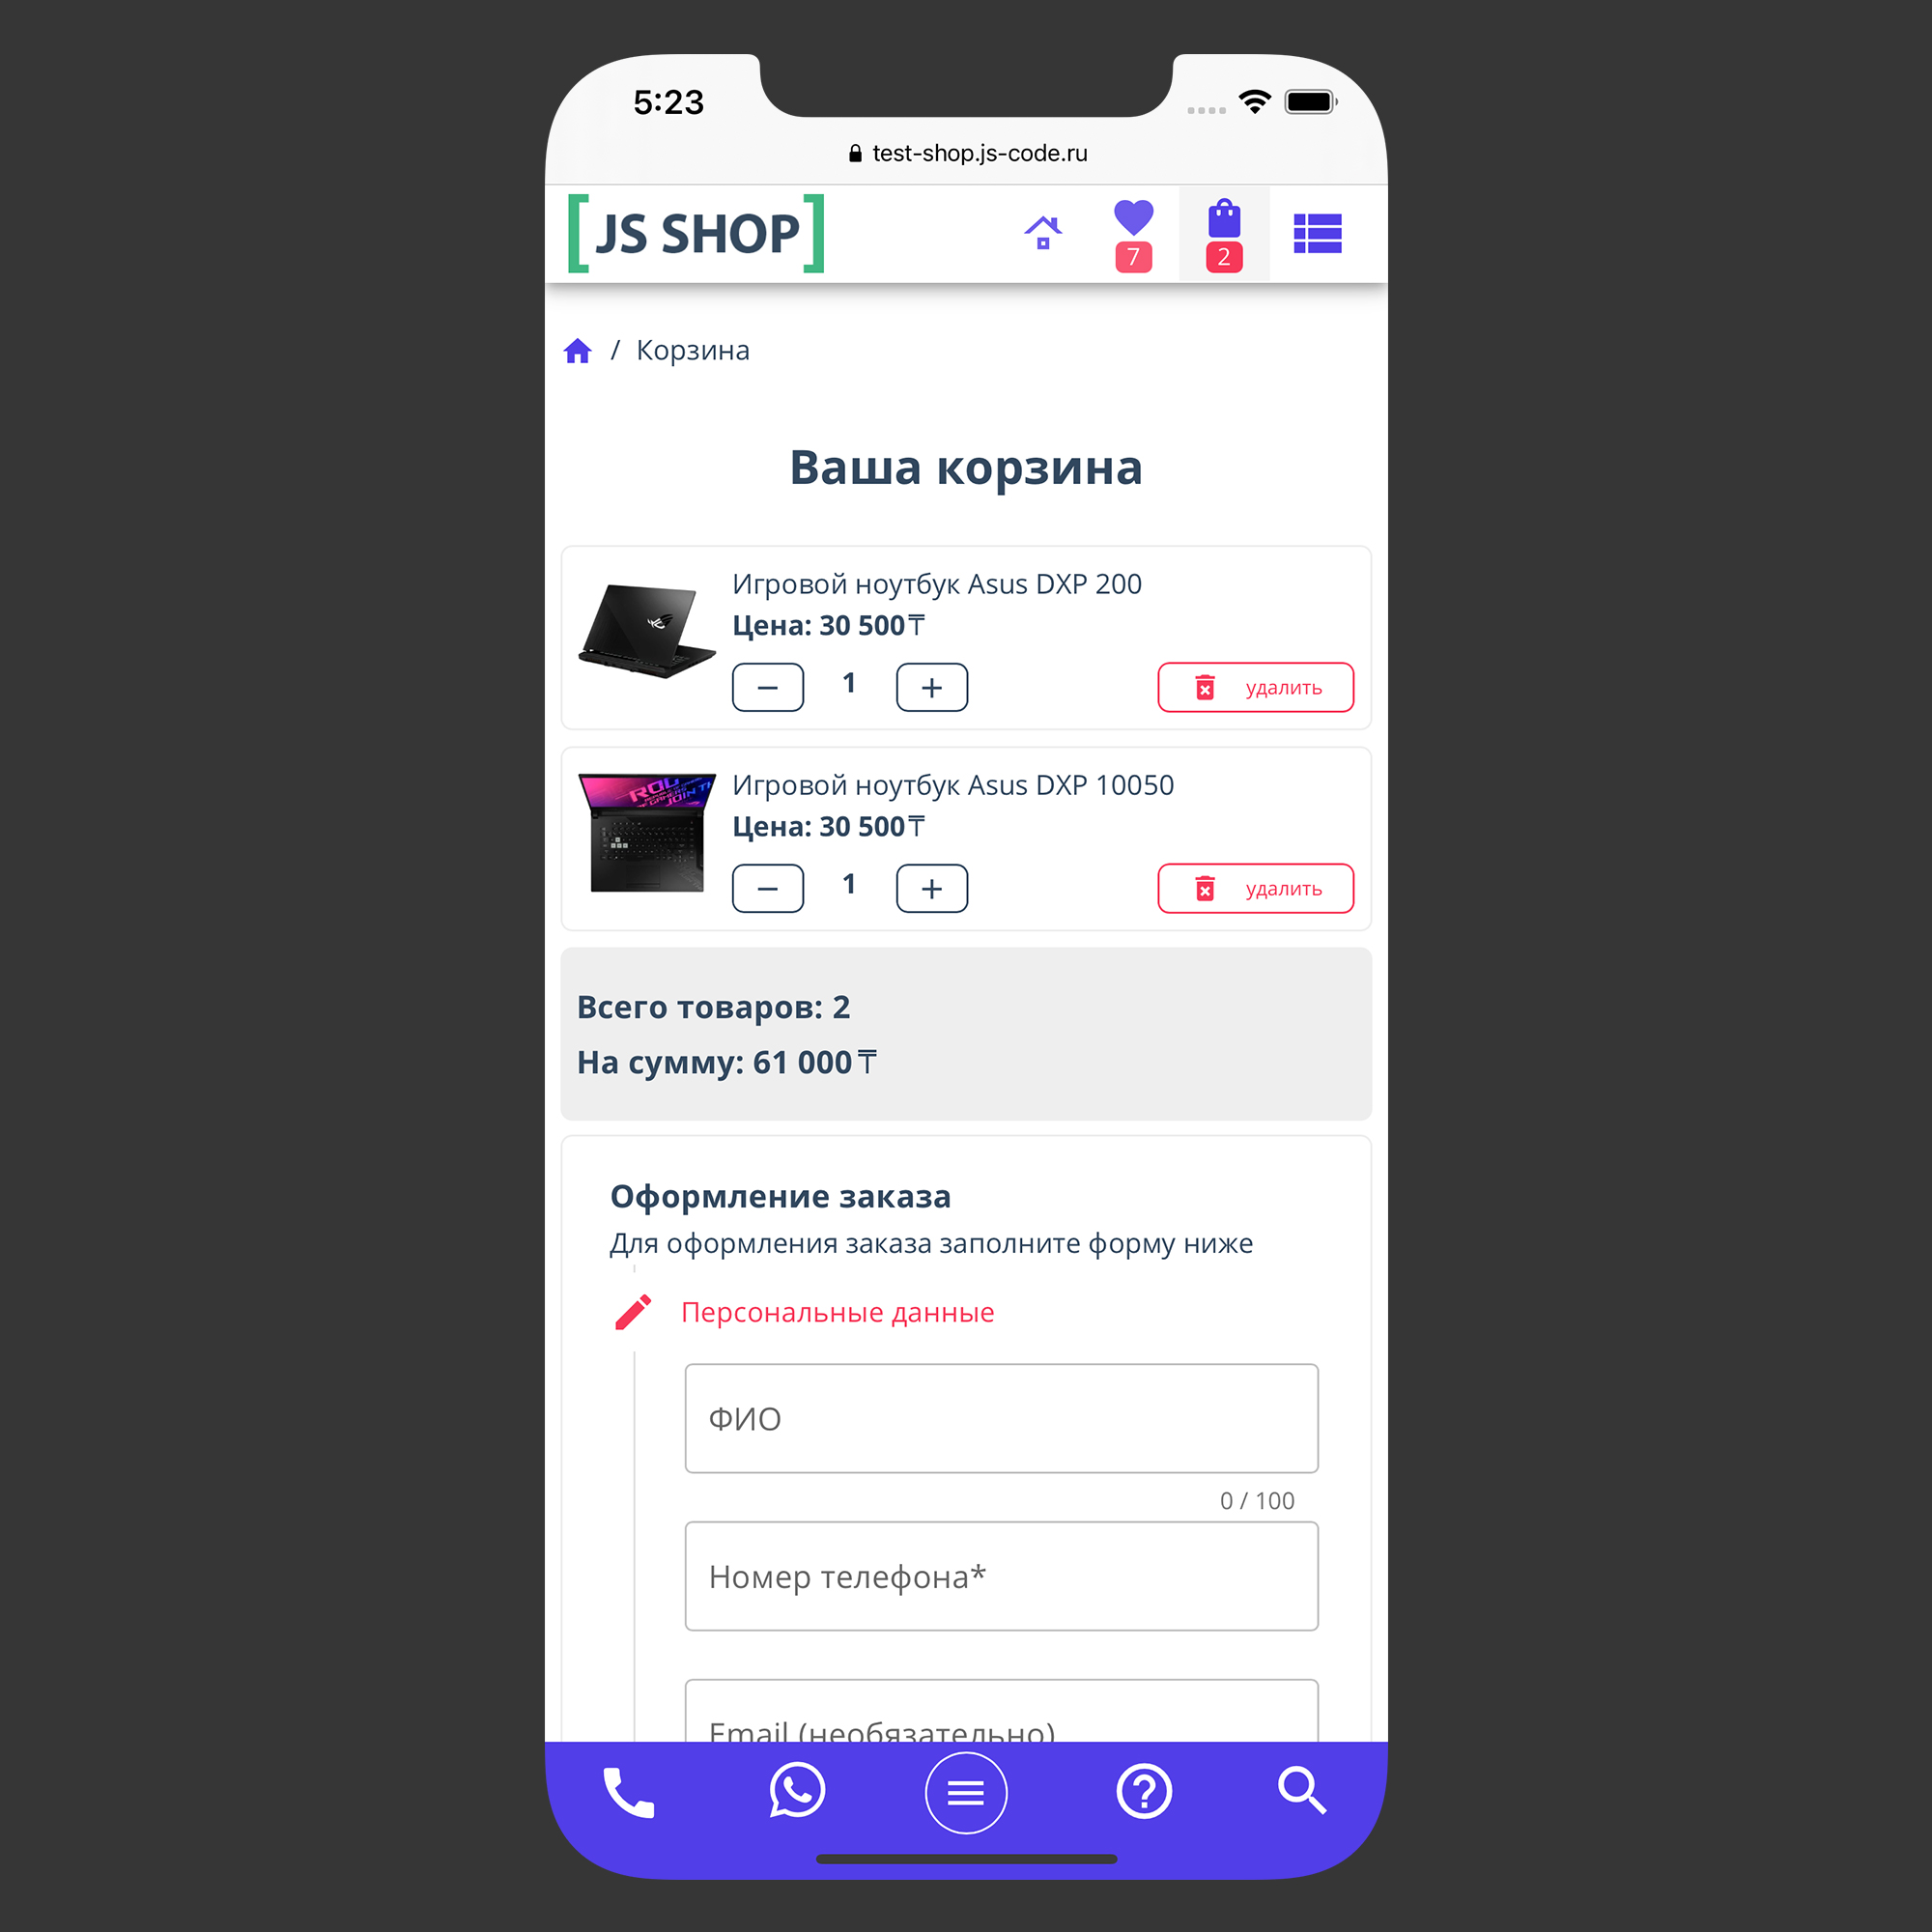 5:23
test-shop.js-code.ru
[JS SHOP]
7
2
/ Корзина
Ваша корзина
Игровой ноутбук Asus DXP 200
Цена: 30 500₸
1
удалить
Игровой ноутбук Asus DXP 10050
Цена: 30 500₸
1
удалить
Всего товаров: 2
На сумму: 61 000₸
Оформление заказа
Для оформления заказа заполните форму ниже
Персональные данные
ФИО
0 / 100
Номер телефона*
Email (необязательно)